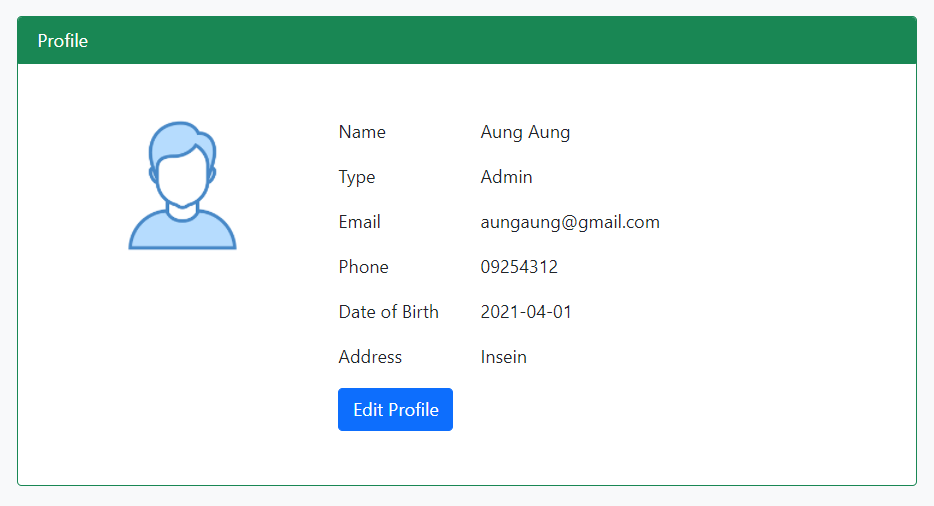 Profile
Name Aung Aung
Type Admin
Email aungaung@gmail.com
Phone 09254312
Date of Birth 2021-04-01
Address Insein
Edit Profile